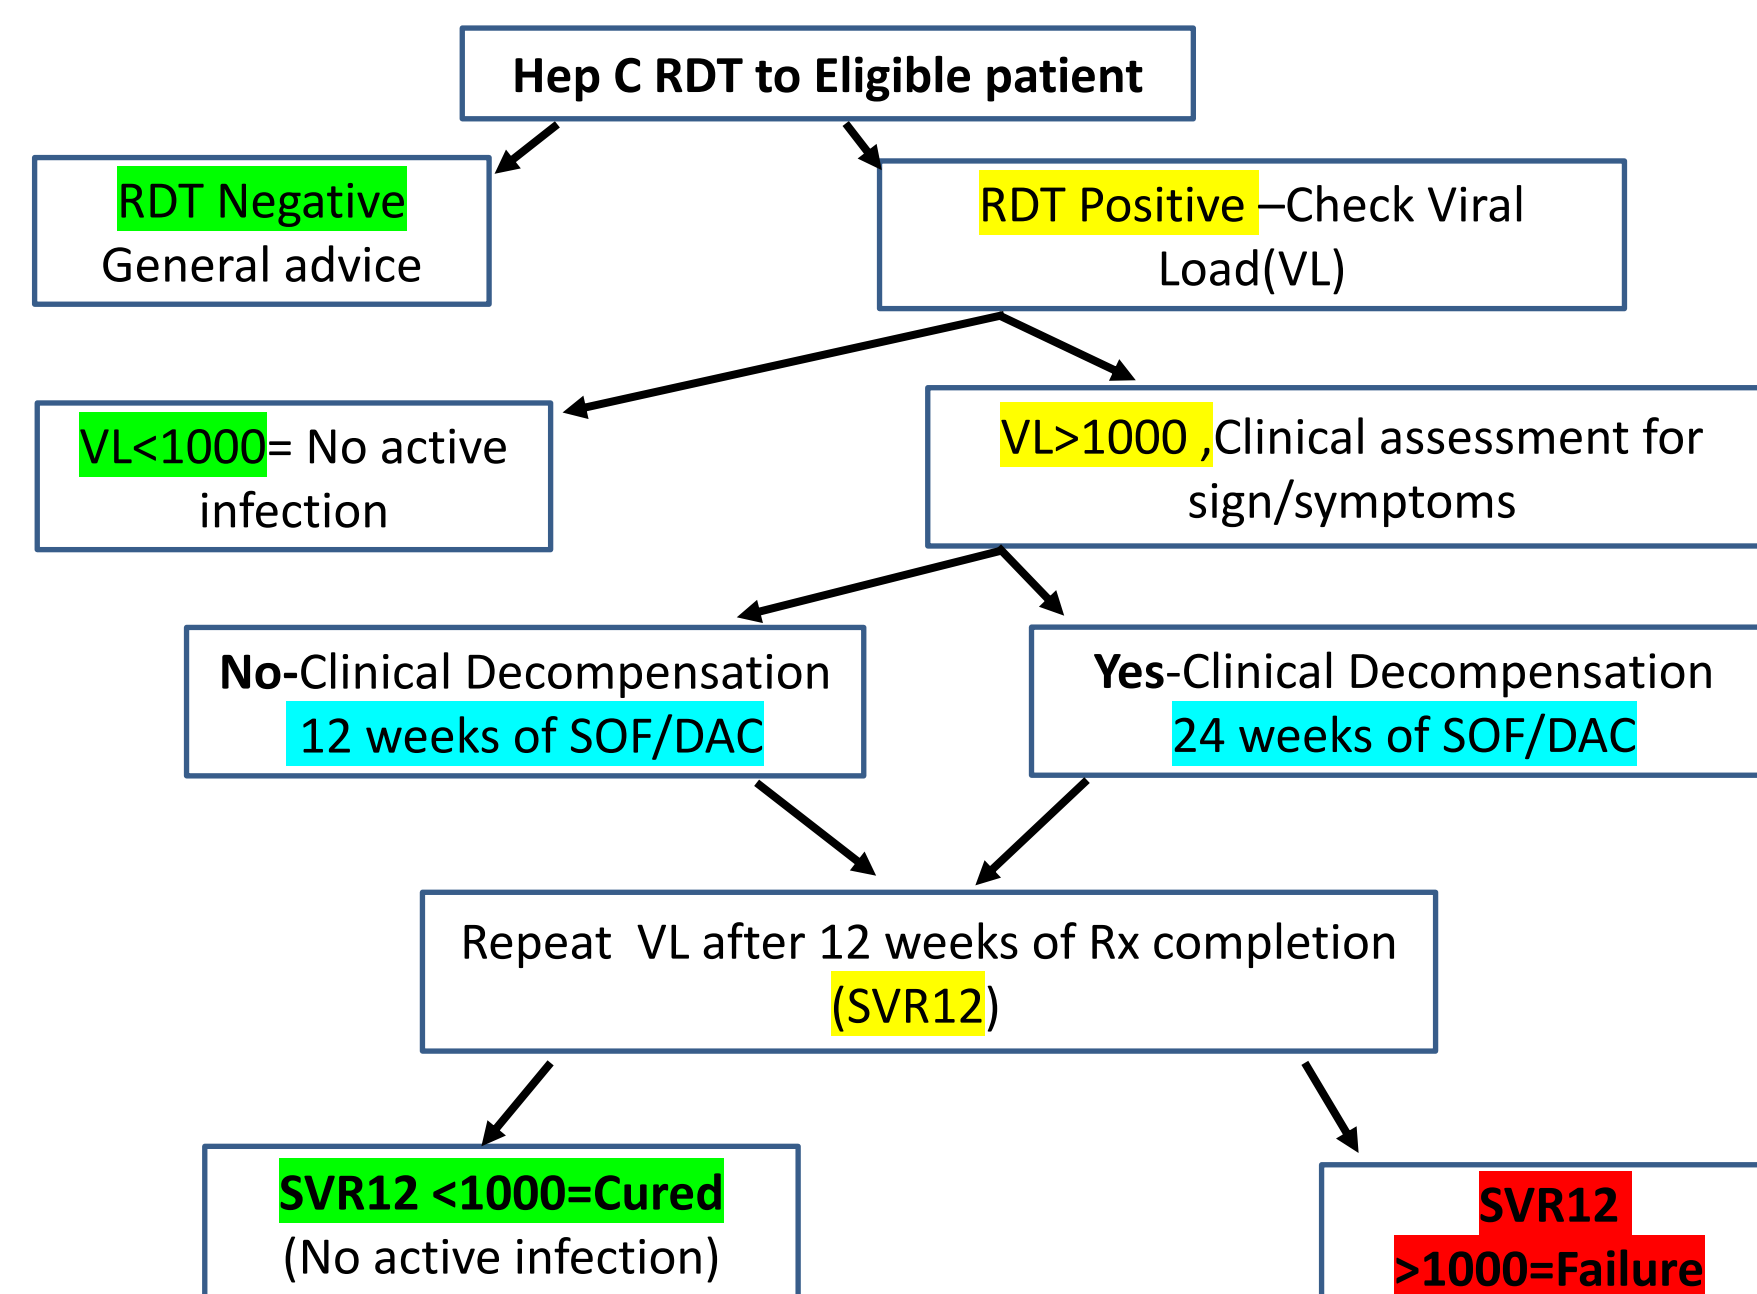 Hep C RDT to Eligible patient
RDT Negative
General advice
RDT Positive –Check Viral
Load(VL)
VL<1000= No active
infection
VL>1000 ,Clinical assessment for
sign/symptoms
No-Clinical Decompensation
12 weeks of SOF/DAC
Yes-Clinical Decompensation
24 weeks of SOF/DAC
Repeat  VL after 12 weeks of Rx completion
(SVR12)
SVR12 <1000=Cured
(No active infection)
SVR12
>1000=Failure